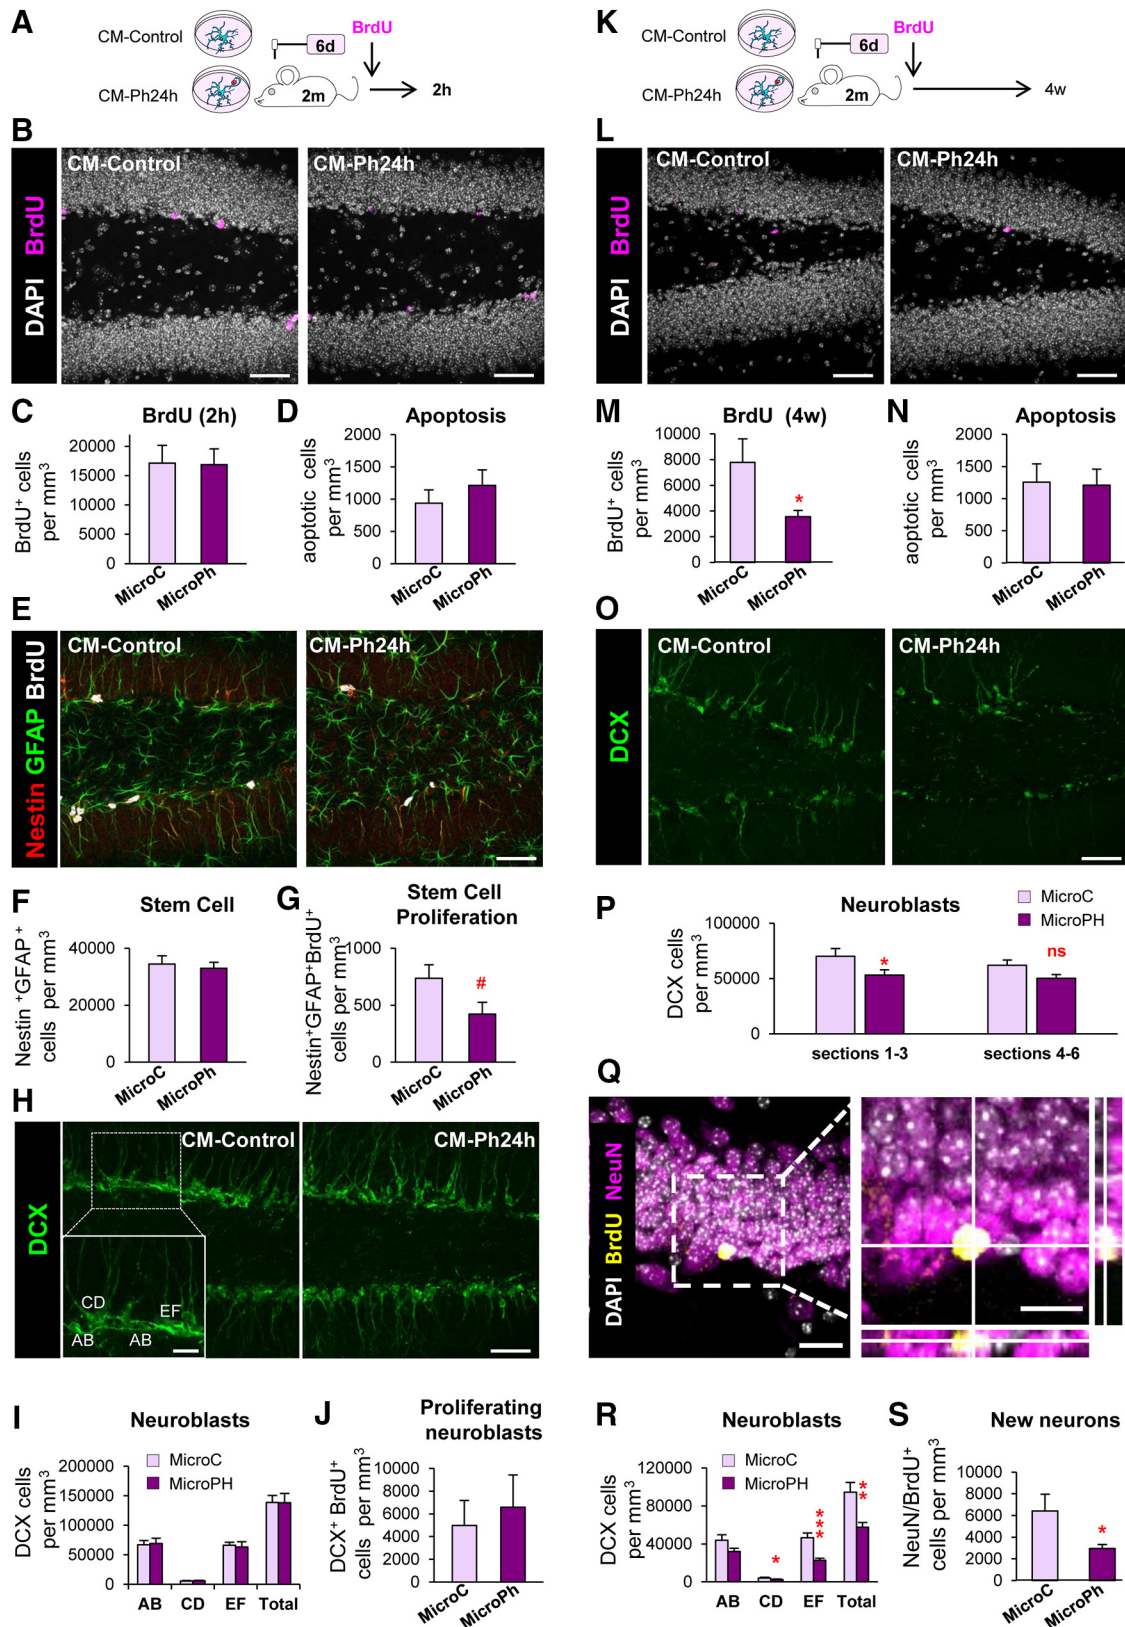 A
CM-Control
CM-Ph24h
6d
BrdU
2m
2h
B
DAPI BrdU
CM-Control
CM-Ph24h
C
BrdU (2h)
BrdU+ cells
per mm3
20000
15000
10000
5000
0
MicroC
MicroPh
D
Apoptosis
aoptotic cells
per mm3
2000
1500
1000
500
0
MicroC
MicroPh
E
Nestin GFAP BrdU
CM-Control
CM-Ph24h
F
Stem Cell
Nestin+GFAP+
cells per mm3
40000
20000
0
MicroC
MicroPh
G
Stem Cell
Proliferation
Nestin+GFAP+BrdU+
cells per mm3
1000
500
0
#
MicroC
MicroPh
H
DCX
CM-Control
CM-Ph24h
CD
EF
AB
AB
I
Neuroblasts
MicroC
MicroPH
DCX cells
per mm3
200000
150000
100000
50000
0
AB
CD
EF
Total
J
Proliferating
neuroblasts
DCX+ BrdU+
cells per mm3
10000
8000
6000
4000
2000
0
MicroC
MicroPh
K
CM-Control
CM-Ph24h
6d
BrdU
2m
4w
L
DAPI BrdU
CM-Control
CM-Ph24h
M
BrdU (4w)
BrdU+ cells
per mm3
10000
8000
6000
4000
2000
0
*
MicroC
MicroPh
N
Apoptosis
aoptotic cells
per mm3
2000
1500
1000
500
0
MicroC
MicroPh
O
DCX
CM-Control
CM-Ph24h
P
Neuroblasts
MicroC
MicroPH
DCX cells
per mm3
100000
50000
0
*
ns
sections 1-3
sections 4-6
Q
DAPI BrdU NeuN
R
Neuroblasts
MicroC
MicroPH
DCX cells
per mm3
120000
80000
40000
0
*
***
**
AB
CD
EF
Total
S
New neurons
NeuN/BrdU+
cells per mm3
10000
8000
6000
4000
2000
0
*
MicroC
MicroPh